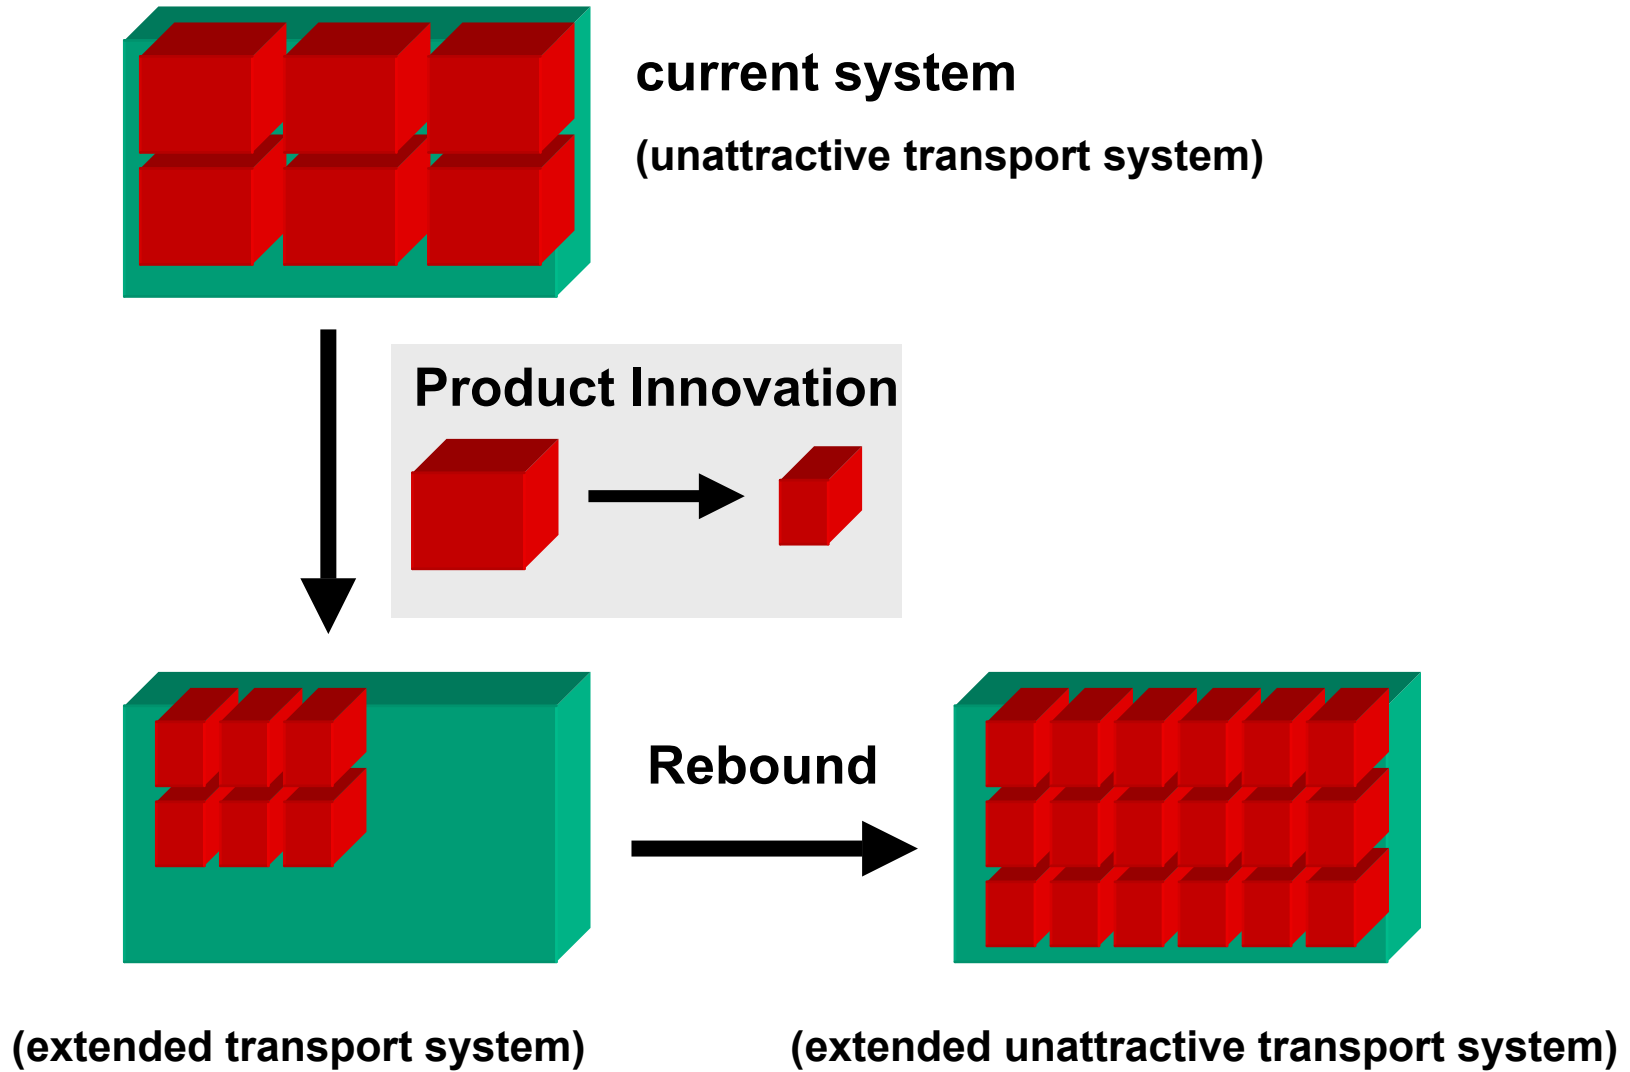 current system
(unattractive transport system)
Product Innovation
Rebound
(extended transport system)
(extended unattractive transport system)